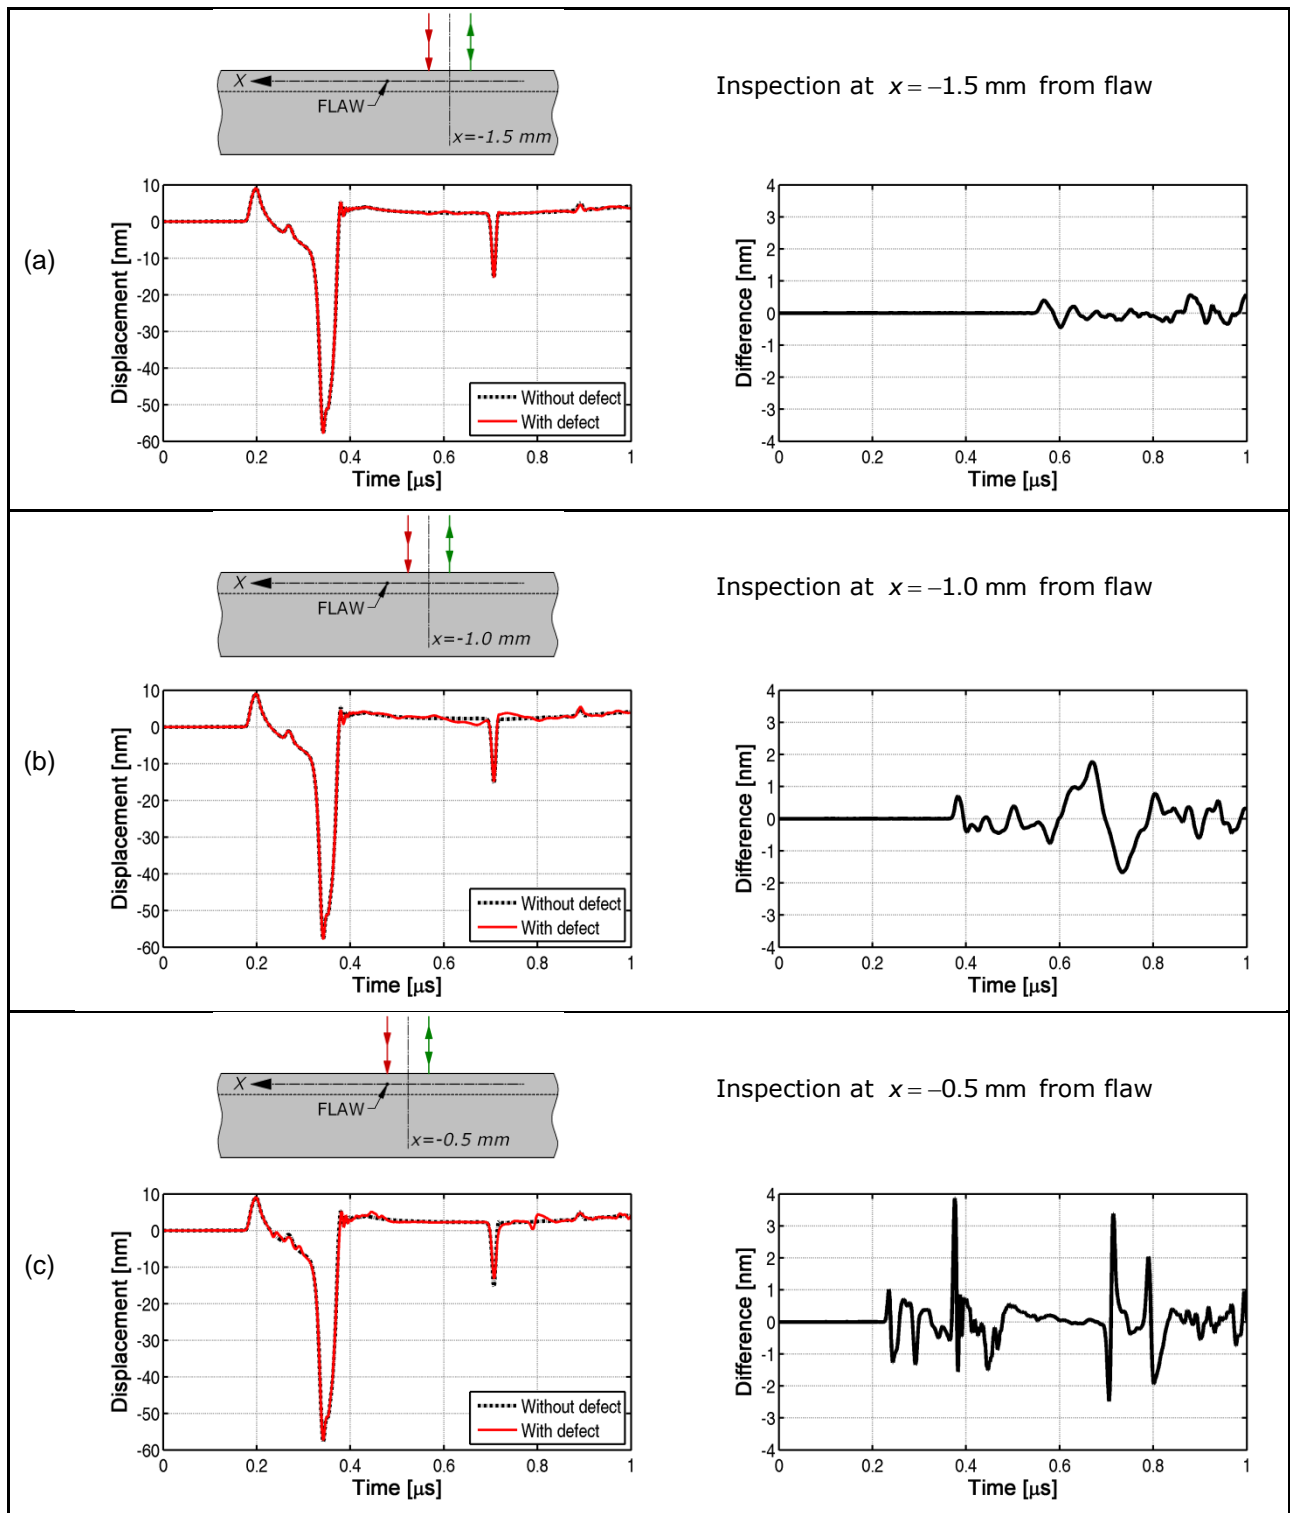 X
FLAW
x=-1.5 mm
Inspection at x = −1.5 mm from flaw
(a)
Displacement [nm]
10
0
-10
-20
-30
-40
-50
-60
Without defect
With defect
0 0.2 0.4 0.6 0.8 1
Time [μs]
Difference [nm]
4
3
2
1
0
-1
-2
-3
-4
0 0.2 0.4 0.6 0.8 1
Time [μs]
X
FLAW
x=-1.0 mm
Inspection at x = −1.0 mm from flaw
(b)
Displacement [nm]
10
0
-10
-20
-30
-40
-50
-60
Without defect
With defect
0 0.2 0.4 0.6 0.8 1
Time [μs]
Difference [nm]
4
3
2
1
0
-1
-2
-3
-4
0 0.2 0.4 0.6 0.8 1
Time [μs]
X
FLAW
x=-0.5 mm
Inspection at x = −0.5 mm from flaw
(c)
Displacement [nm]
10
0
-10
-20
-30
-40
-50
-60
Without defect
With defect
0 0.2 0.4 0.6 0.8 1
Time [μs]
Difference [nm]
4
3
2
1
0
-1
-2
-3
-4
0 0.2 0.4 0.6 0.8 1
Time [μs]